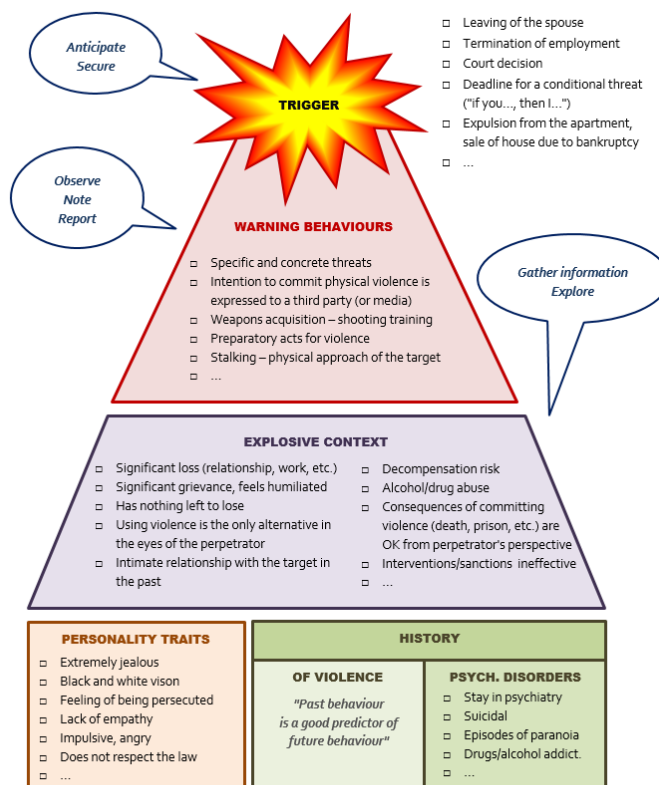 Anticipate
Secure
TRIGGER
□ Leaving of the spouse
□ Termination of employment
□ Court decision
□ Deadline for a conditional threat
("if you..., then I...")
□ Expulsion from the apartment,
sale of house due to bankruptcy
□ ...
Observe
Note
Report
WARNING BEHAVIOURS
□ Specific and concrete threats
□ Intention to commit physical violence is
expressed to a third party (or media)
□ Weapons acquisition – shooting training
□ Preparatory acts for violence
□ Stalking – physical approach of the target
□ ...
Gather information
Explore
EXPLOSIVE CONTEXT
□ Significant loss (relationship, work, etc.)
□ Significant grievance, feels humiliated
□ Has nothing left to lose
□ Using violence is the only alternative in
the eyes of the perpetrator
□ Intimate relationship with the target in
the past
□ Decompensation risk
□ Alcohol/drug abuse
□ Consequences of committing
violence (death, prison, etc.) are
OK from perpetrator's perspective
□ Interventions/sanctions ineffective
□ ...
PERSONALITY TRAITS
□ Extremely jealous
□ Black and white vison
□ Feeling of being persecuted
□ Lack of empathy
□ Impulsive, angry
□ Does not respect the law
□ ...
HISTORY
OF VIOLENCE
"Past behaviour
is a good predictor of
future behaviour"
PSYCH. DISORDERS
□ Stay in psychiatry
□ Suicidal
□ Episodes of paranoia
□ Drugs/alcohol addict.
□ ...